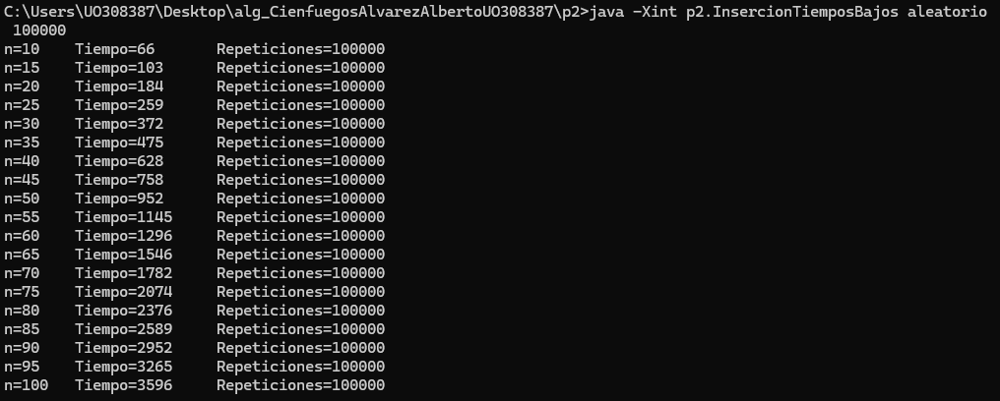 C:\Users\UO308387\Desktop\alg_CienfuegosAlvarezAlbertoUO308387\p2>java -Xint p2.InsercionTiemposBajos aleatorio
100000
n=10 Tiempo=66 Repeticiones=100000
n=15 Tiempo=103 Repeticiones=100000
n=20 Tiempo=184 Repeticiones=100000
n=25 Tiempo=259 Repeticiones=100000
n=30 Tiempo=372 Repeticiones=100000
n=35 Tiempo=475 Repeticiones=100000
n=40 Tiempo=628 Repeticiones=100000
n=45 Tiempo=758 Repeticiones=100000
n=50 Tiempo=952 Repeticiones=100000
n=55 Tiempo=1145 Repeticiones=100000
n=60 Tiempo=1296 Repeticiones=100000
n=65 Tiempo=1546 Repeticiones=100000
n=70 Tiempo=1782 Repeticiones=100000
n=75 Tiempo=2074 Repeticiones=100000
n=80 Tiempo=2376 Repeticiones=100000
n=85 Tiempo=2589 Repeticiones=100000
n=90 Tiempo=2952 Repeticiones=100000
n=95 Tiempo=3265 Repeticiones=100000
n=100 Tiempo=3596 Repeticiones=100000